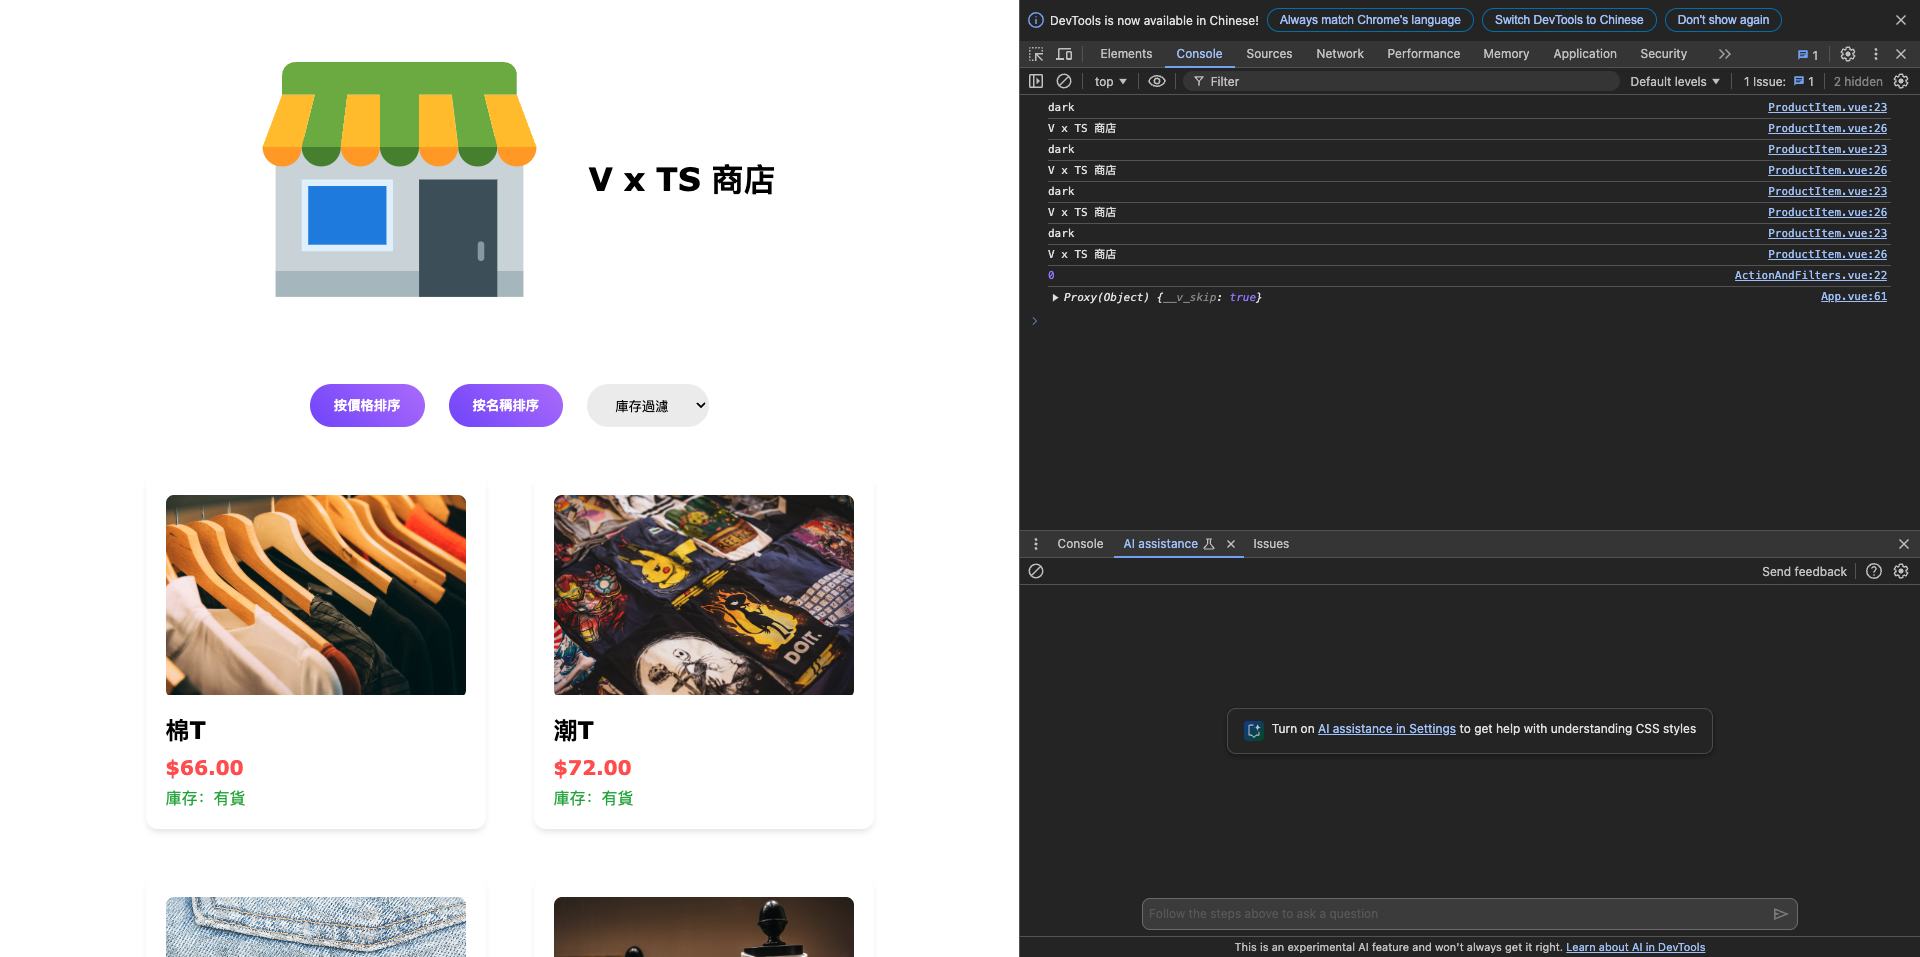 V x TS 商店
按價格排序
按名稱排序
庫存過濾
DOIT.
棉T
$66.00
庫存：有貨
潮T
$72.00
庫存：有貨
DevTools is now available in Chinese!
Always match Chrome's language
Switch DevTools to Chinese
Don't show again
Elements
Console
Sources
Network
Performance
Memory
Application
Security
1
top
Filter
Default levels
1 Issue:
1
2 hidden
dark ProductItem.vue:23
V x TS 商店 ProductItem.vue:26
dark ProductItem.vue:23
V x TS 商店 ProductItem.vue:26
dark ProductItem.vue:23
V x TS 商店 ProductItem.vue:26
dark ProductItem.vue:23
V x TS 商店 ProductItem.vue:26
0 ActionAndFilters.vue:22
Proxy(Object) {__v_skip: true} App.vue:61
Console
AI assistance
Issues
Send feedback
Turn on AI assistance in Settings to get help with understanding CSS styles
Follow the steps above to ask a question
This is an experimental AI feature and won't always get it right. Learn about AI in DevTools